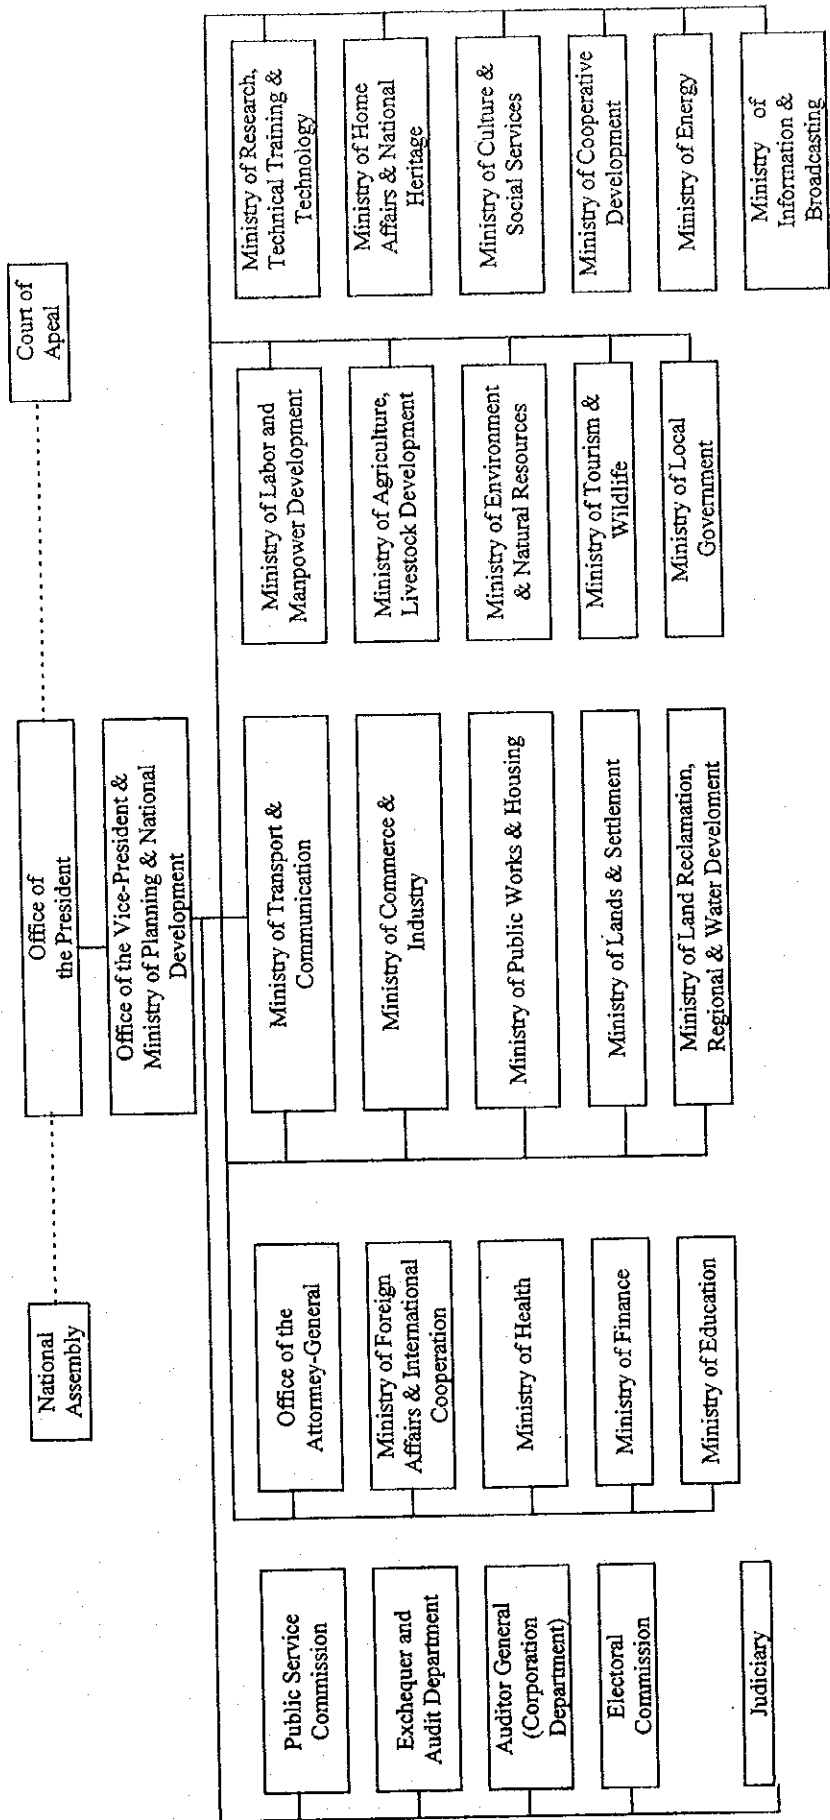 National
Assembly
Office of
the President
Court of
Apeal
Office of the Vice-President &
Ministry of Planning & National
Development
Public Service
Commission
Exchequer and
Audit Department
Auditor General
(Corporation
Department)
Electoral
Commission
Judiciary
Office of the
Attorney-General
Ministry of Foreign
Affairs & International
Cooperation
Ministry of Health
Ministry of Finance
Ministry of Education
Ministry of Transport &
Communication
Ministry of Commerce &
Industry
Ministry of Public Works & Housing
Ministry of Lands & Settlement
Ministry of Land Reclamation,
Regional & Water Develoment
Ministry of Labor and
Manpower Development
Ministry of Agriculture,
Livestock Development
Ministry of Environment
& Natural Resources
Ministry of Tourism &
Wildlife
Ministry of Local
Government
Ministry of Research,
Technical Training &
Technology
Ministry of Home
Affairs & National
Heritage
Ministry of Culture &
Social Services
Ministry of Cooperative
Development
Ministry of Energy
Ministry of
Information &
Broadcasting